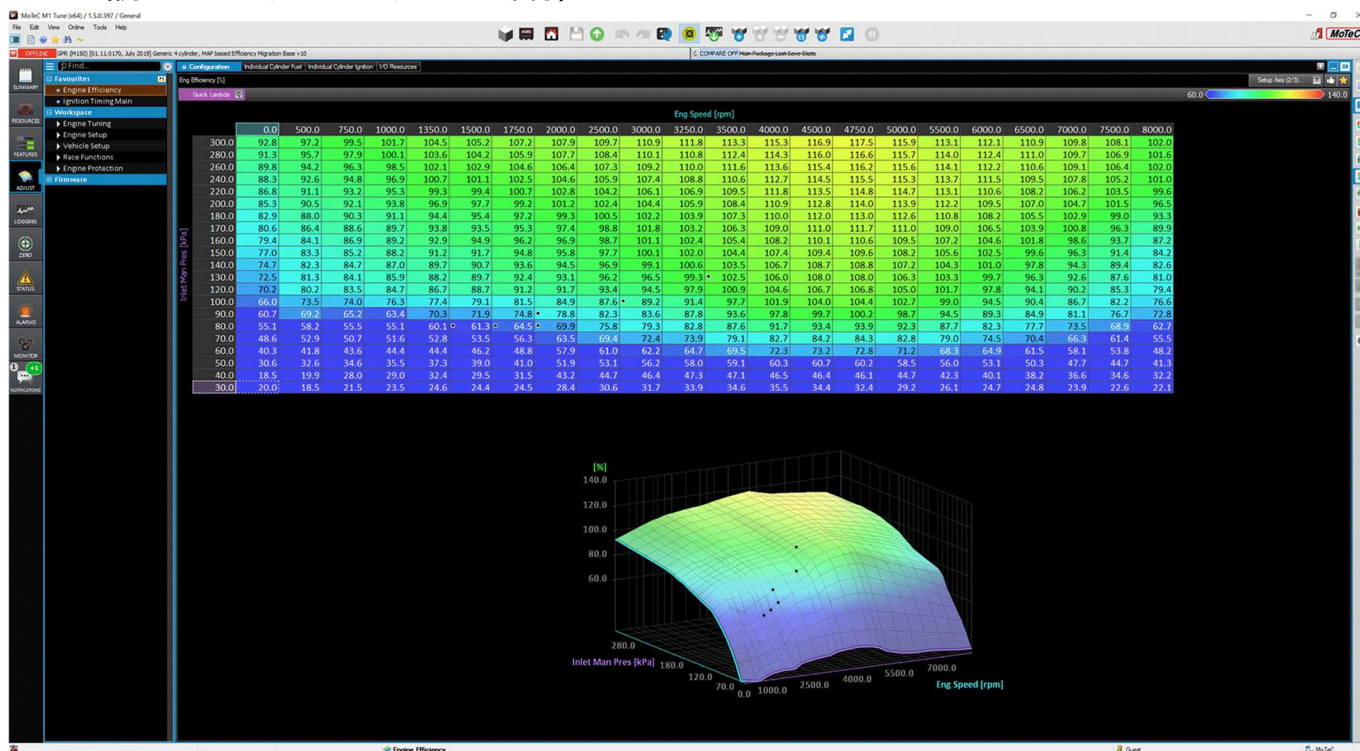 MoTeC M1 Tune (x64) / 1.5.0.397 / General
File Edit View Online Tools Help
MoTeC
OFFLINE GPR (M150) [01.11.0170, July 2019] Generic 4 cylinder, MAP based Efficiency Migration Base v10
COMPARE OFF Main Package Last Save State
Find...
Configuration Individual Cylinder Fuel Individual Cylinder Ignition I/O Resources
SUMMARY
RESOURCES
FEATURES
ADJUST
LOGGING
ZERO
STATUS
ALARMS
MONITOR
NOTIFICATIONS
Favourites
Engine Efficiency
Ignition Timing Main
Workspace
Engine Tuning
Engine Setup
Vehicle Setup
Race Functions
Engine Protection
Firmware
Eng Efficiency [%]
Setup Axis (2/3)...
Quick Lambda
60.0 140.0
Eng Speed [rpm]
0.0 500.0 750.0 1000.0 1350.0 1500.0 1750.0 2000.0 2500.0 3000.0 3250.0 3500.0 4000.0 4500.0 4750.0 5000.0 5500.0 6000.0 6500.0 7000.0 7500.0 8000.0
Inlet Man Pres [kPa]
300.0 92.8 97.2 99.5 101.7 104.5 105.2 107.2 107.9 109.7 110.9 111.8 113.3 115.3 116.9 117.5 115.9 113.1 112.1 110.9 109.8 108.1 102.0
280.0 91.3 95.7 97.9 100.1 103.6 104.2 105.9 107.7 108.4 110.1 110.8 112.4 114.3 116.0 116.6 115.7 114.0 112.4 111.0 109.7 106.9 101.6
260.0 89.8 94.2 96.3 98.5 102.1 102.9 104.6 106.4 107.3 109.2 110.0 111.6 113.6 115.4 116.2 115.6 114.1 112.2 110.6 109.1 106.4 102.0
240.0 88.3 92.6 94.8 96.9 100.7 101.1 102.5 104.6 105.9 107.4 108.8 110.6 112.7 114.5 115.5 115.3 113.7 111.5 109.5 107.8 105.2 101.0
220.0 86.8 91.1 93.2 95.3 99.3 99.4 100.7 102.8 104.2 106.1 106.9 109.5 111.8 113.5 114.8 114.7 113.1 110.6 108.2 106.2 103.5 99.6
200.0 85.3 90.5 92.1 93.8 96.9 97.7 99.2 101.2 102.4 104.4 105.9 108.4 110.9 112.8 114.0 113.9 112.2 109.5 107.0 104.7 101.5 96.5
180.0 82.9 88.0 90.3 91.1 94.4 95.4 97.2 99.3 100.5 102.2 103.9 107.3 110.0 112.0 113.0 112.6 110.8 108.2 105.5 102.9 99.0 93.3
170.0 80.6 86.4 88.6 89.7 93.8 93.5 95.3 97.4 98.8 101.8 103.2 106.3 109.0 111.0 111.7 111.0 109.0 106.5 103.9 100.8 96.3 89.9
160.0 79.4 84.1 86.9 89.2 92.9 94.9 96.2 96.9 98.7 101.1 102.4 105.4 108.2 110.1 110.6 109.5 107.2 104.6 101.8 98.6 93.7 87.2
150.0 77.0 83.3 85.2 88.2 91.2 91.7 94.8 95.8 97.7 100.1 102.0 104.4 107.4 109.4 109.6 108.2 105.6 102.5 99.6 96.3 91.4 84.2
140.0 74.7 82.3 84.7 87.0 89.7 90.7 93.6 94.5 96.9 99.1 100.6 103.5 106.7 108.7 108.8 107.2 104.3 101.0 97.8 94.3 89.4 82.6
130.0 72.5 81.3 84.1 85.9 88.2 89.7 92.4 93.1 96.2 96.5 99.3 102.5 106.0 108.0 108.0 106.3 103.3 99.7 96.3 92.6 87.6 81.0
120.0 70.2 80.2 83.5 84.7 86.7 88.7 91.2 91.7 93.4 94.5 97.9 100.9 104.6 106.7 106.8 105.0 101.7 97.8 94.1 90.2 85.3 79.4
100.0 66.0 73.5 74.0 76.3 77.4 79.1 81.5 84.9 87.6 89.2 91.4 97.7 101.9 104.0 104.4 102.7 99.0 94.5 90.4 86.7 82.2 76.6
90.0 60.7 69.2 65.2 63.4 70.3 71.9 74.8 78.8 82.3 83.6 87.8 93.6 97.8 99.7 100.2 98.7 94.5 89.3 84.9 81.1 76.7 72.8
80.0 55.1 58.2 55.5 55.1 60.1 61.3 64.5 69.9 75.8 79.3 82.8 87.6 91.7 93.4 93.9 92.3 87.7 82.3 77.7 73.5 68.9 62.7
70.0 48.6 52.9 50.7 51.6 52.8 53.5 56.3 63.5 69.4 72.4 73.9 79.1 82.7 84.2 84.3 82.8 79.0 74.5 70.4 66.3 61.4 55.5
60.0 40.3 41.8 43.6 44.4 44.4 46.2 48.8 57.9 61.0 62.2 64.7 69.5 72.3 73.2 72.8 71.2 68.3 64.9 61.5 58.1 53.8 48.2
50.0 30.6 32.6 34.6 35.5 37.3 39.0 41.0 51.9 53.1 56.2 58.0 59.1 60.3 60.7 60.2 58.5 56.0 53.1 50.3 47.7 44.7 41.3
40.0 18.5 19.9 28.0 29.0 32.4 29.5 31.5 43.2 44.7 46.4 47.3 47.1 46.5 46.4 46.1 44.7 42.3 40.1 38.2 36.6 34.6 32.2
30.0 20.0 18.5 21.5 23.5 24.6 24.4 24.5 28.4 30.6 31.7 33.9 34.6 35.5 34.4 32.4 29.2 26.1 24.7 24.8 23.9 22.6 22.1
[%]
140.0
120.0
100.0
80.0
60.0
280.0
180.0
120.0
70.0
Inlet Man Pres [kPa]
0.0 1000.0 2500.0 4000.0 5500.0 7000.0
Eng Speed [rpm]
Engine Efficiency
Guest
MoTeC